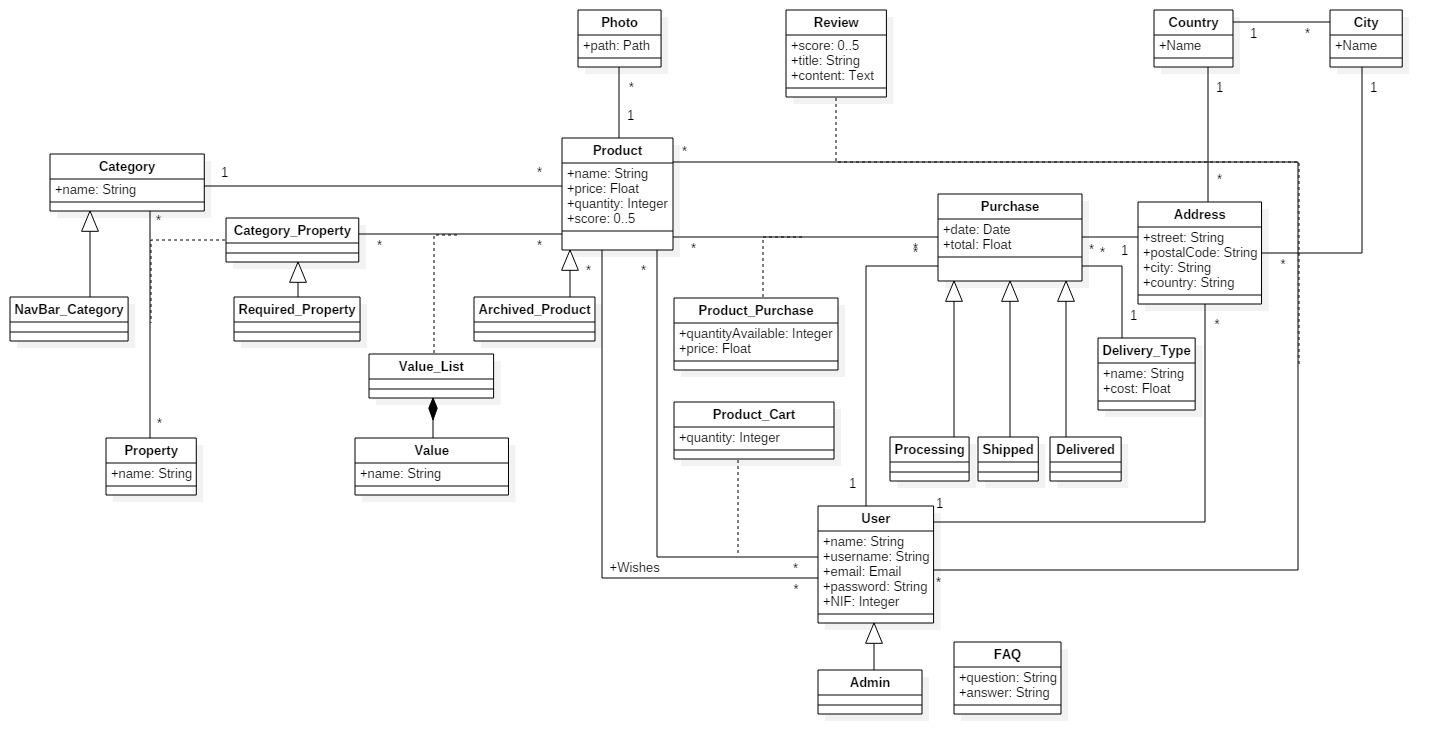 Photo
+path: Path
Review
+score: 0..5
+title: String
+content: Text
Country
+Name
1
*
City
+Name
*
1
1
1
Product
+name: String
+price: Float
+quantity: Integer
+score: 0..5
*
Category
+name: String
1
*
*
Category_Property
*
*
*
*
*
Purchase
+date: Date
+total: Float
*
*
*
*
1
*
Address
+street: String
+postalCode: String
+city: String
+country: String
*
*
NavBar_Category
Required_Property
Archived_Product
Product_Purchase
+quantityAvailable: Integer
+price: Float
1
Delivery_Type
+name: String
+cost: Float
Value_List
Product_Cart
+quantity: Integer
*
Property
+name: String
Value
+name: String
Processing
Shipped
Delivered
1
1
User
+name: String
+username: String
+email: Email
+password: String
+NIF: Integer
+Wishes
*
*
*
Admin
FAQ
+question: String
+answer: String